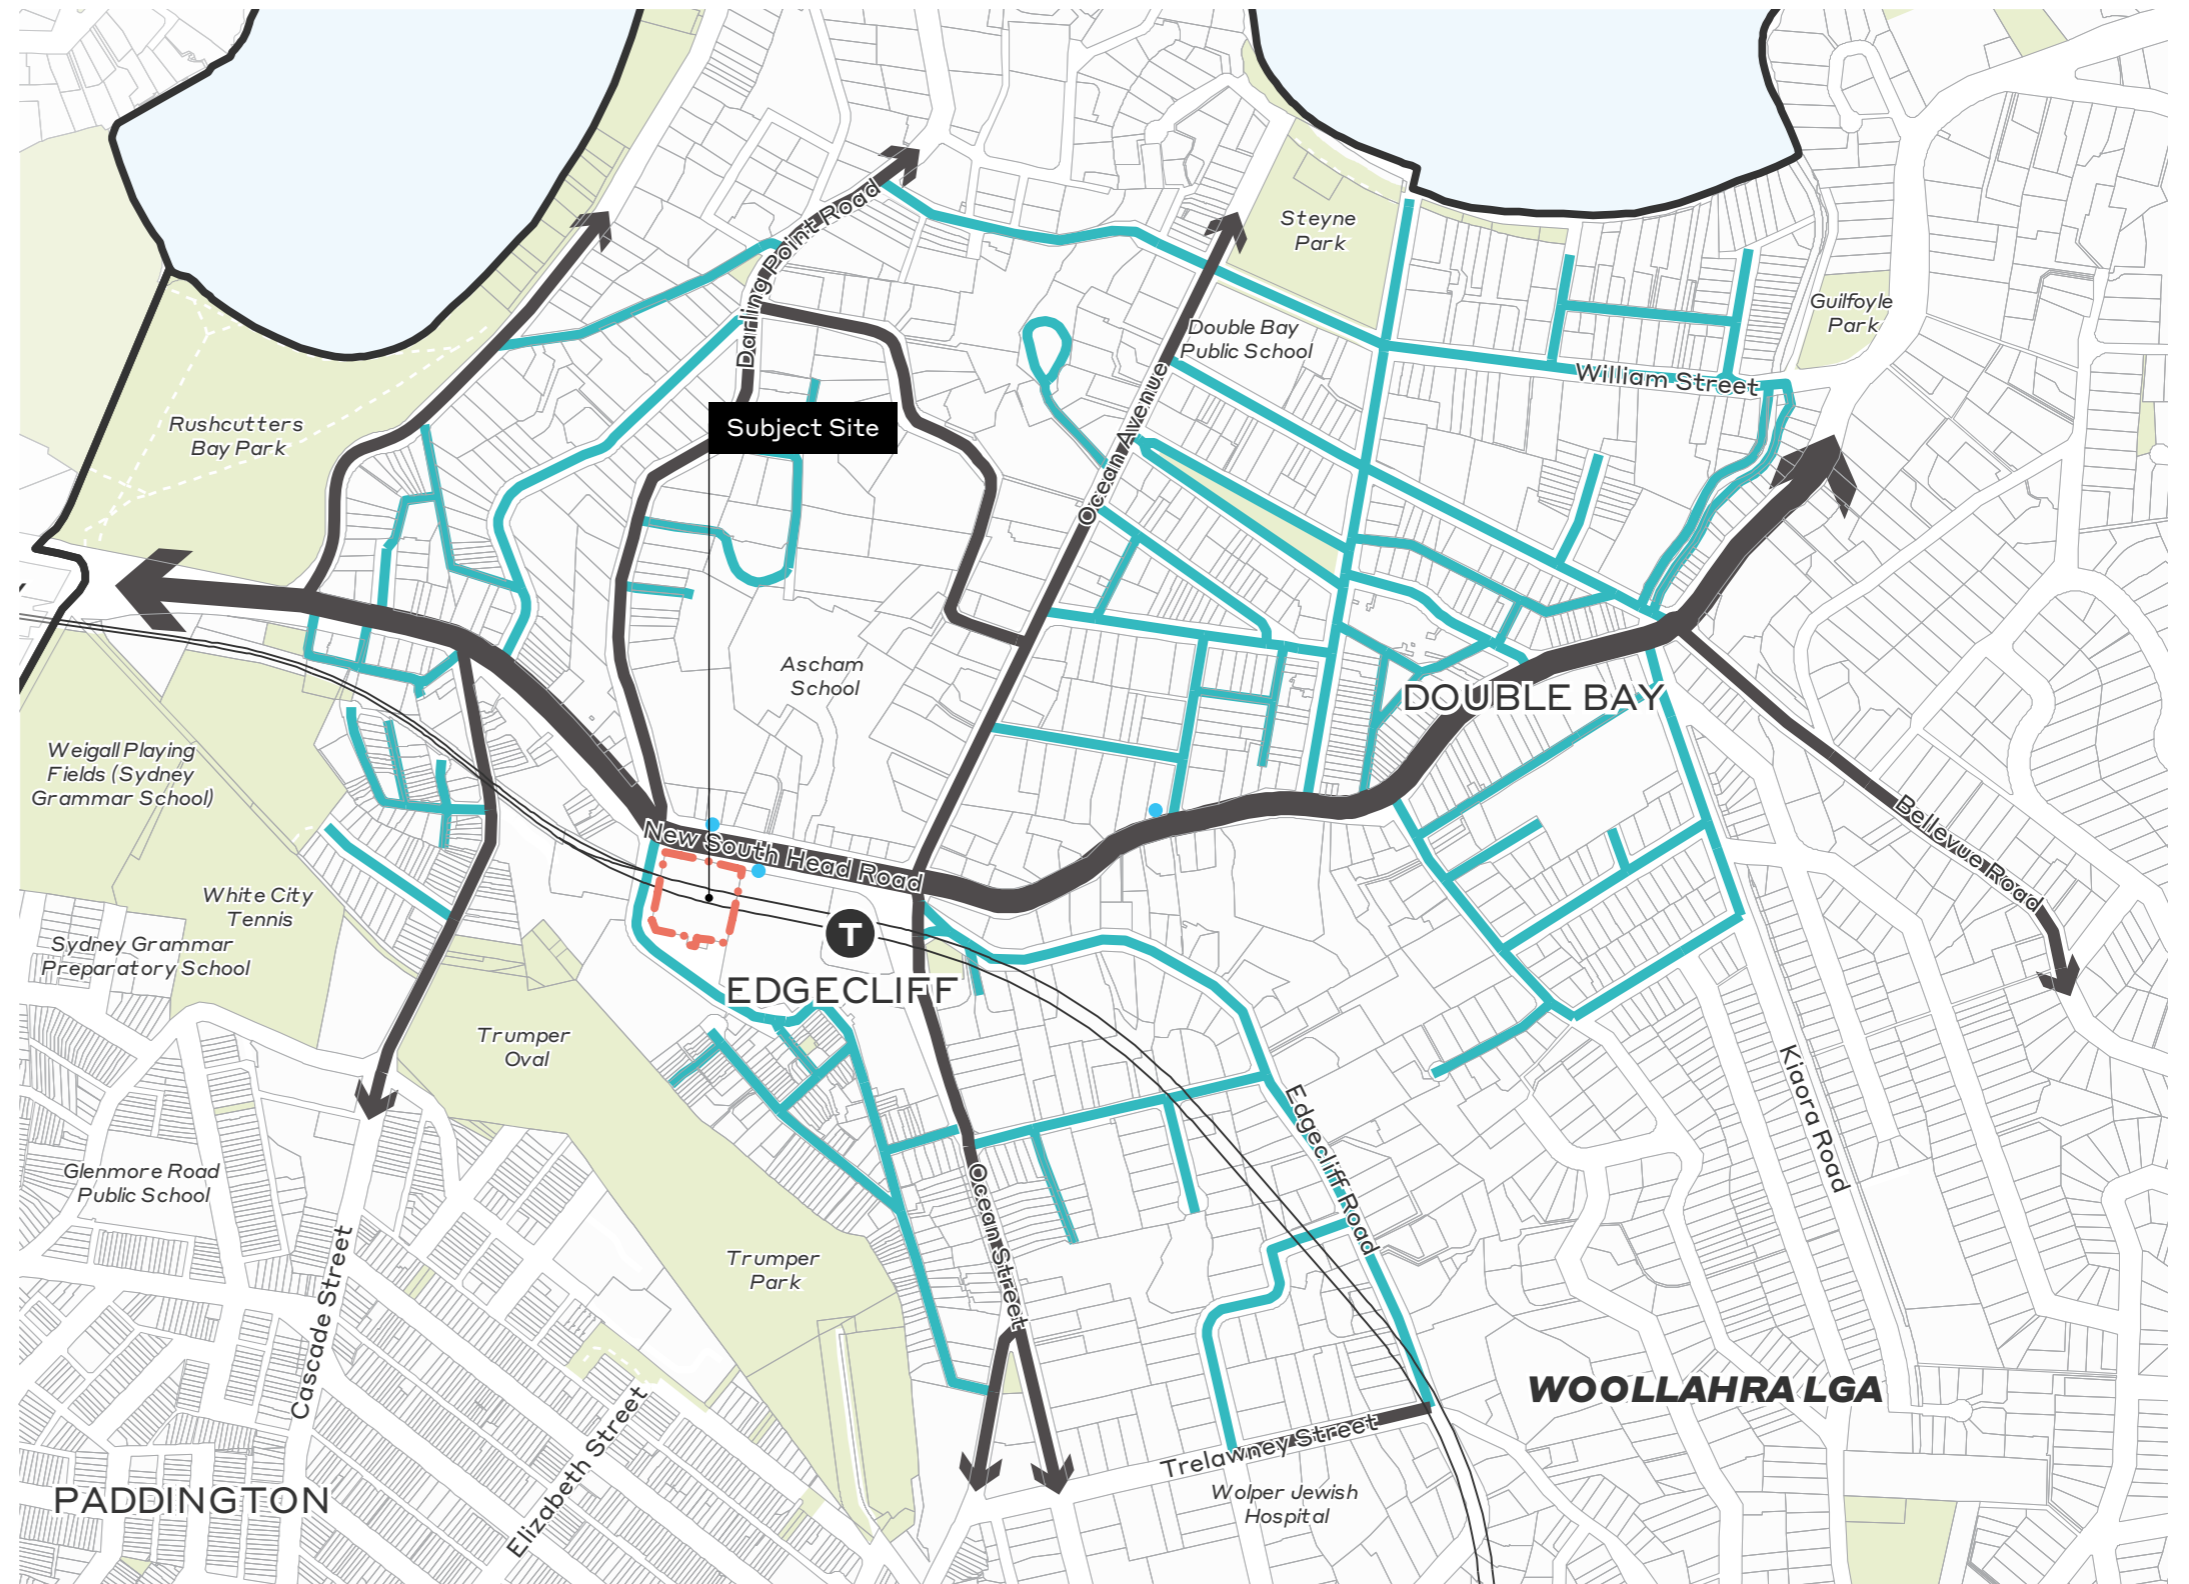 Darling Point Road
Steyne
Park
Guilfoyle
Park
Double Bay
Public School
William Street
Rushcutters
Bay Park
Subject Site
Ocean Avenue
Ascham
School
DOUBLE BAY
Weigall Playing
Fields (Sydney
Grammar School)
New South Head Road
Bellevue Road
White City
Tennis
Sydney Grammar
Preparatory School
T
EDGECLIFF
Trumper
Oval
Kiaora Road
Edgecliff Road
Glenmore Road
Public School
Ocean Street
Trumper
Park
Cascade Street
WOOLLAHRA LGA
Elizabeth Street
Trelawney Street
PADDINGTON
Wolper Jewish
Hospital